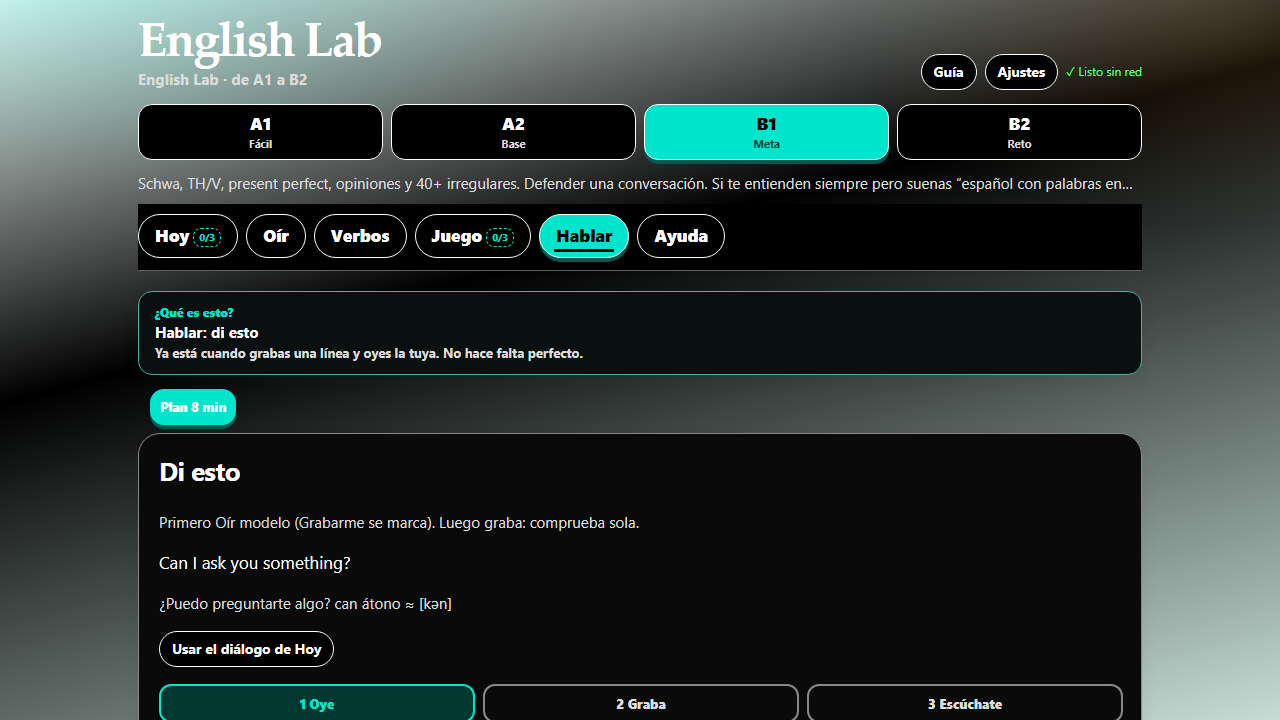 English Lab
English Lab · de A1 a B2
Guía
Ajustes
✓ Listo sin red
A1
Fácil
A2
Base
B1
Meta
B2
Reto
Schwa, TH/V, present perfect, opiniones y 40+ irregulares. Defender una conversación. Si te entienden siempre pero suenas “español con palabras en…
Hoy 0/3
Oír
Verbos
Juego 0/3
Hablar
Ayuda
¿Qué es esto?
Hablar: di esto
Ya está cuando grabas una línea y oyes la tuya. No hace falta perfecto.
Plan 8 min
Di esto
Primero Oír modelo (Grabarme se marca). Luego graba: comprueba sola.
Can I ask you something?
¿Puedo preguntarte algo? can átono ≈ [kən]
Usar el diálogo de Hoy
1 Oye
2 Graba
3 Escúchate